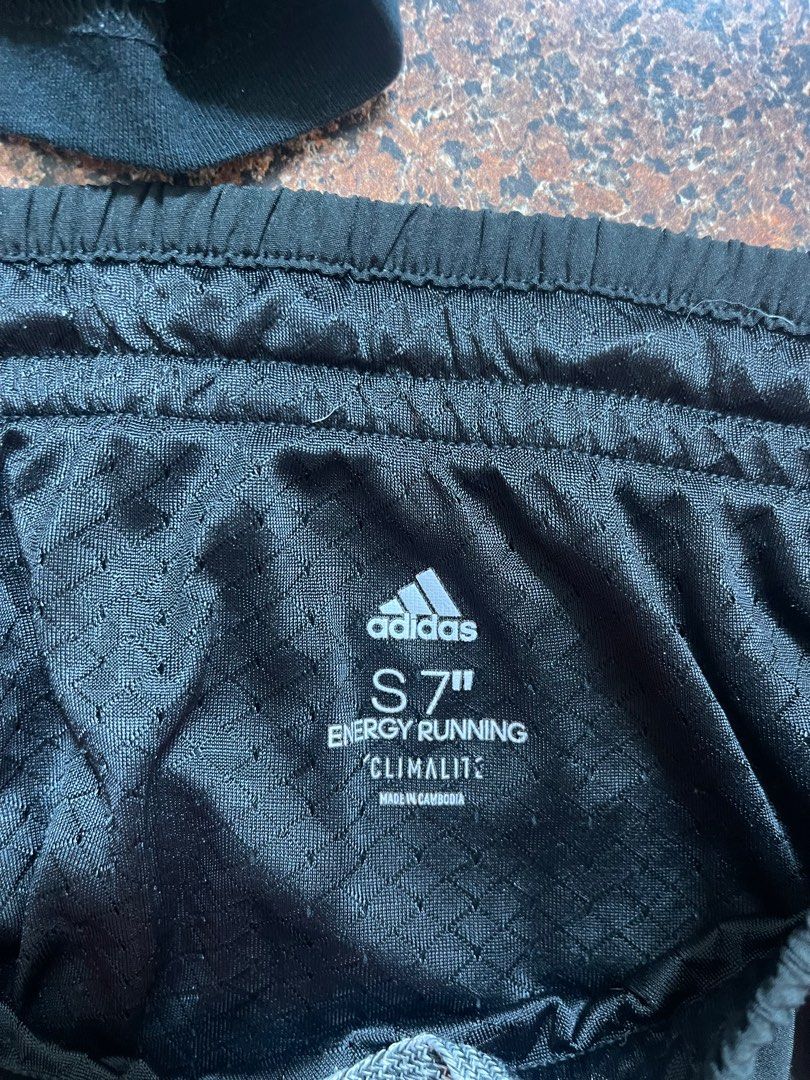 adidas
S 7"
ENERGY RUNNING
CLIMALITE
MADE IN CAMBODIA